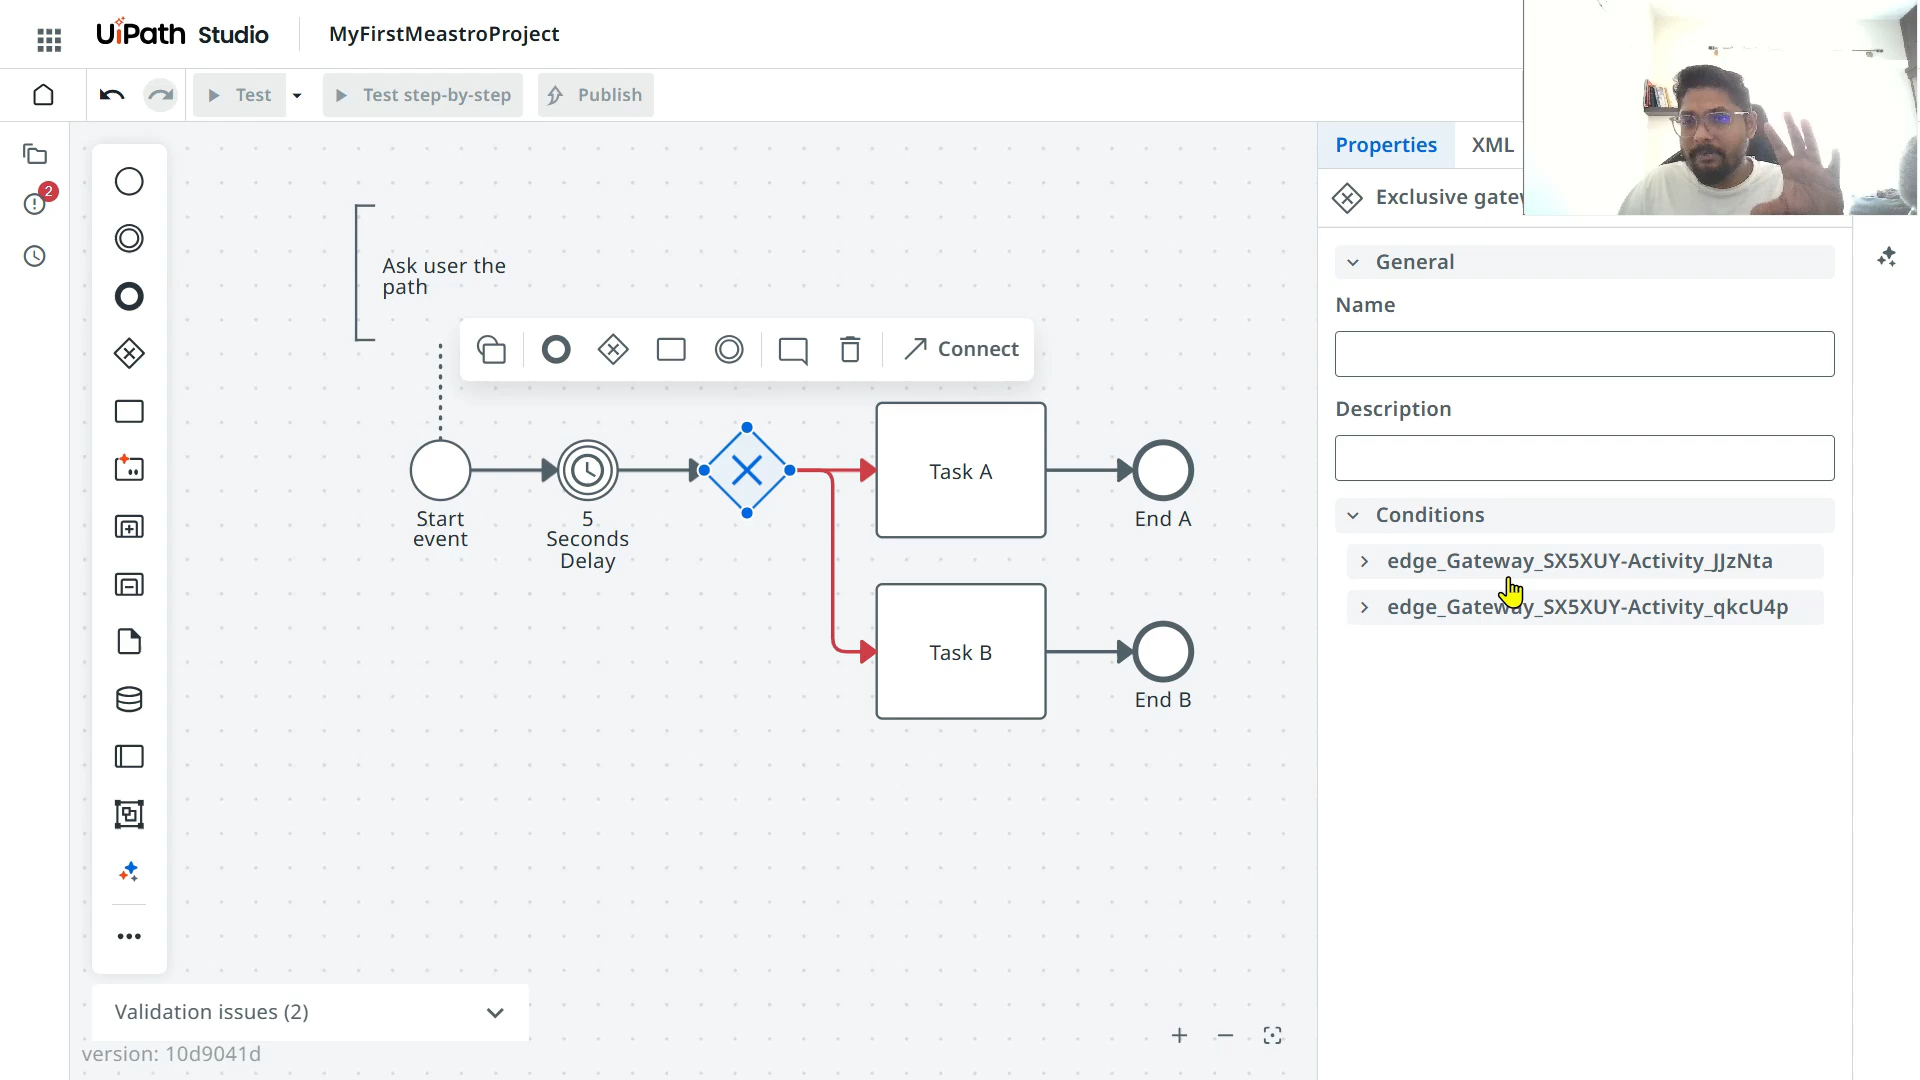 UiPath Studio
MyFirstMeastroProject
Test
Test step-by-step
Publish
Properties
XML
2
Exclusive gatew
General
Ask user the
path
Name
Connect
Description
Task A
Start
event
5
Seconds
Delay
End A
Conditions
edge_Gateway_SX5XUY-Activity_JJzNta
edge_Gateway_SX5XUY-Activity_qkcU4p
Task B
End B
Validation issues (2)
version: 10d9041d